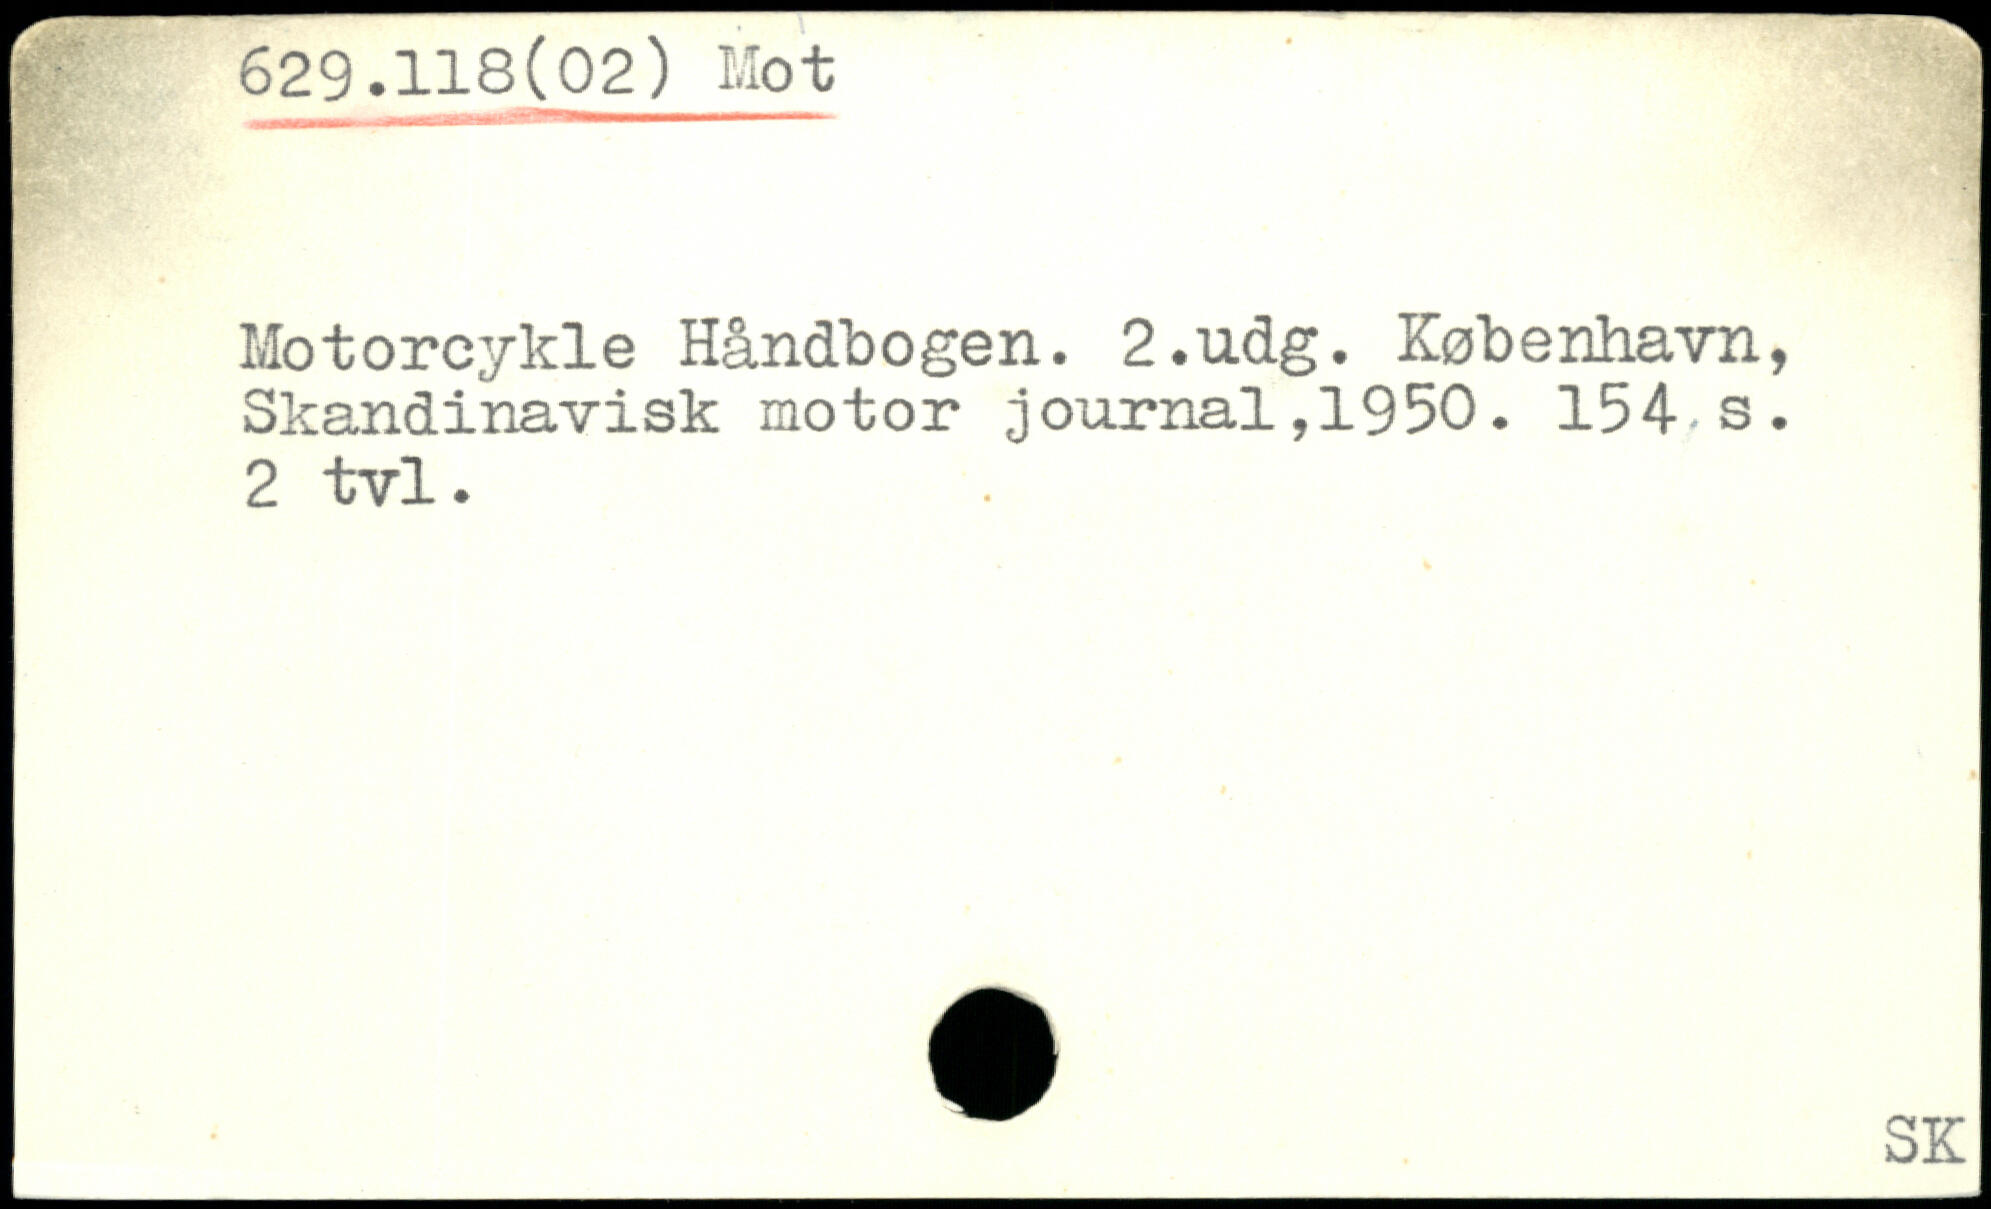 629.118(02) Mot
Motorcykle Håndbogen. 2.udg. København,
Skandinavisk motor journal,1950. 154 s.
2 tvl.
SK